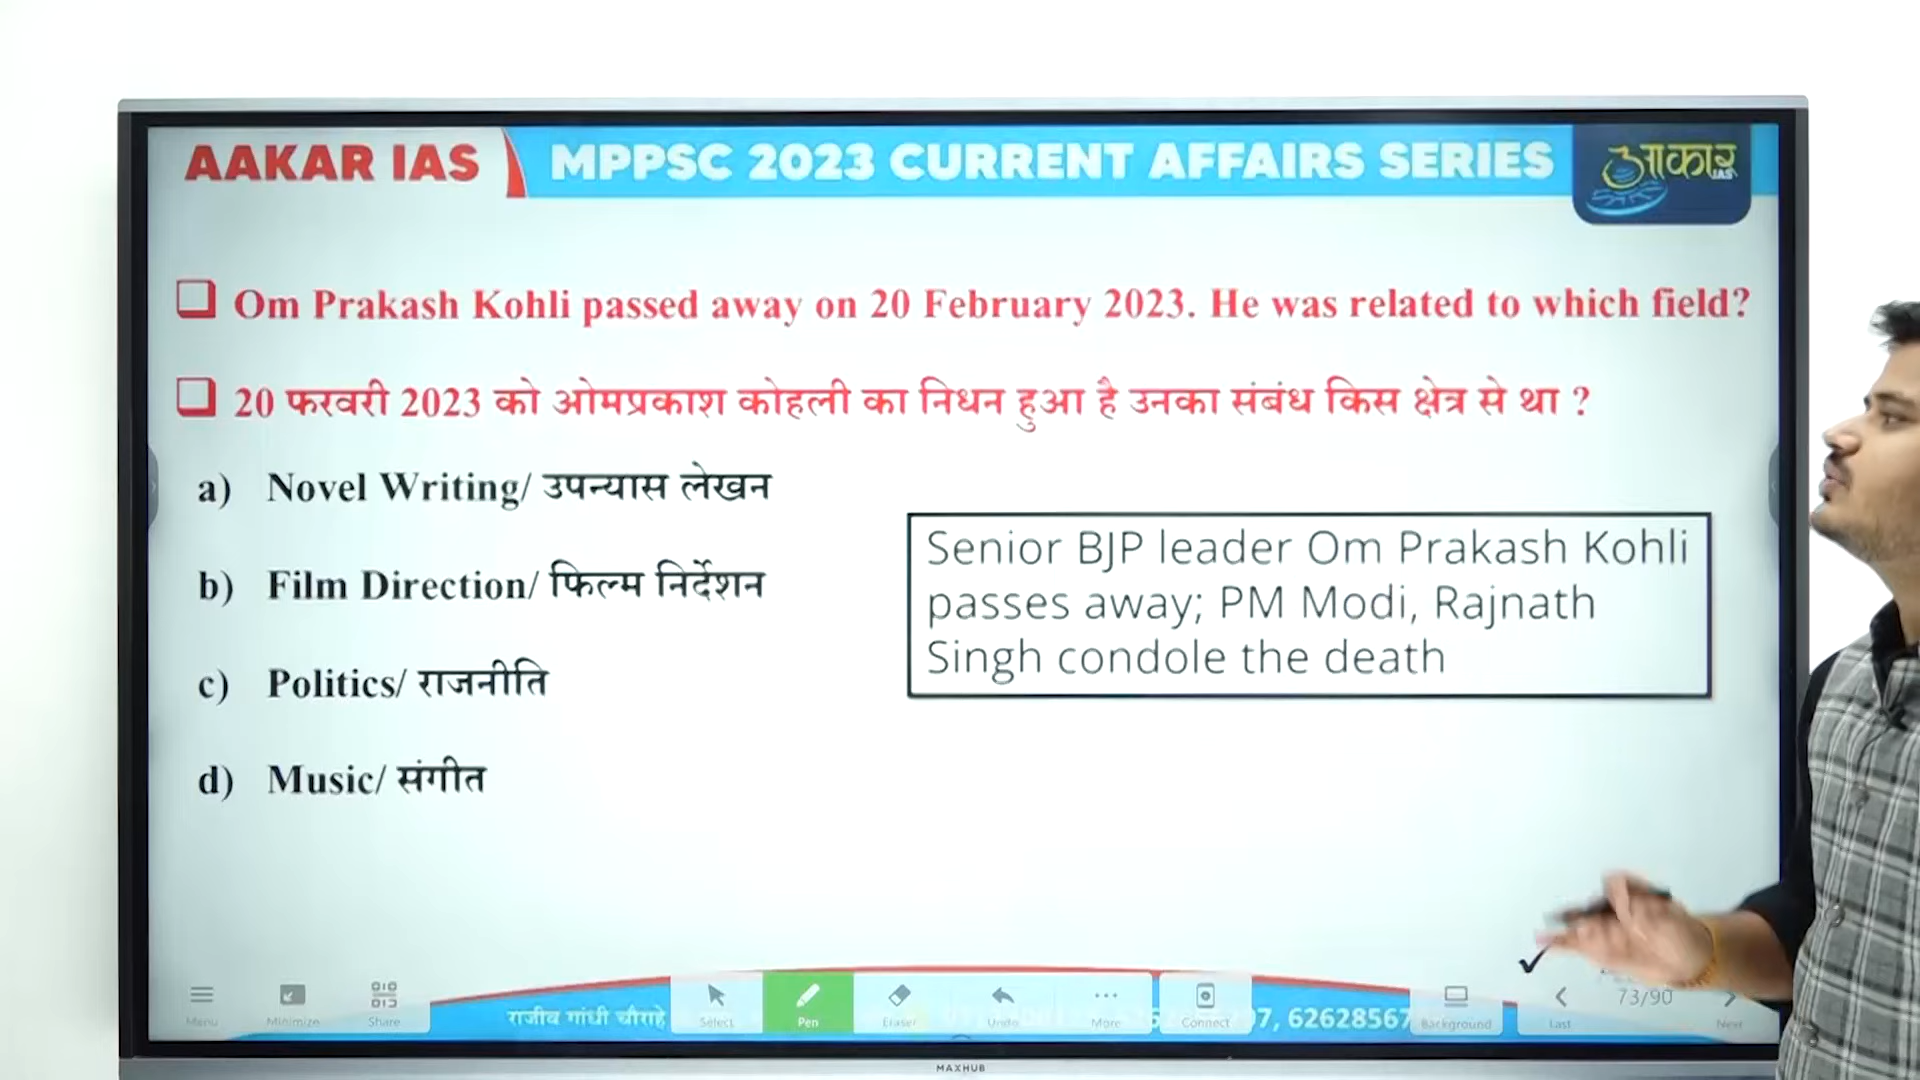 AAKAR IAS
MPPSC 2023 CURRENT AFFAIRS SERIES
आकार
IAS
Om Prakash Kohli passed away on 20 February 2023. He was related to which field?
20 फरवरी 2023 को ओमप्रकाश कोहली का निधन हुआ है उनका संबंध किस क्षेत्र से था ?
a) Novel Writing/ उपन्यास लेखन
b) Film Direction/ फिल्म निर्देशन
c) Politics/ राजनीति
d) Music/ संगीत
Senior BJP leader Om Prakash Kohli
passes away; PM Modi, Rajnath
Singh condole the death
राजीव गांधी चौराहे
7, 6262856
Menu Minimize Share Select Pen Eraser Undo More Connect Background Last 73/90 Next
MAXHUB